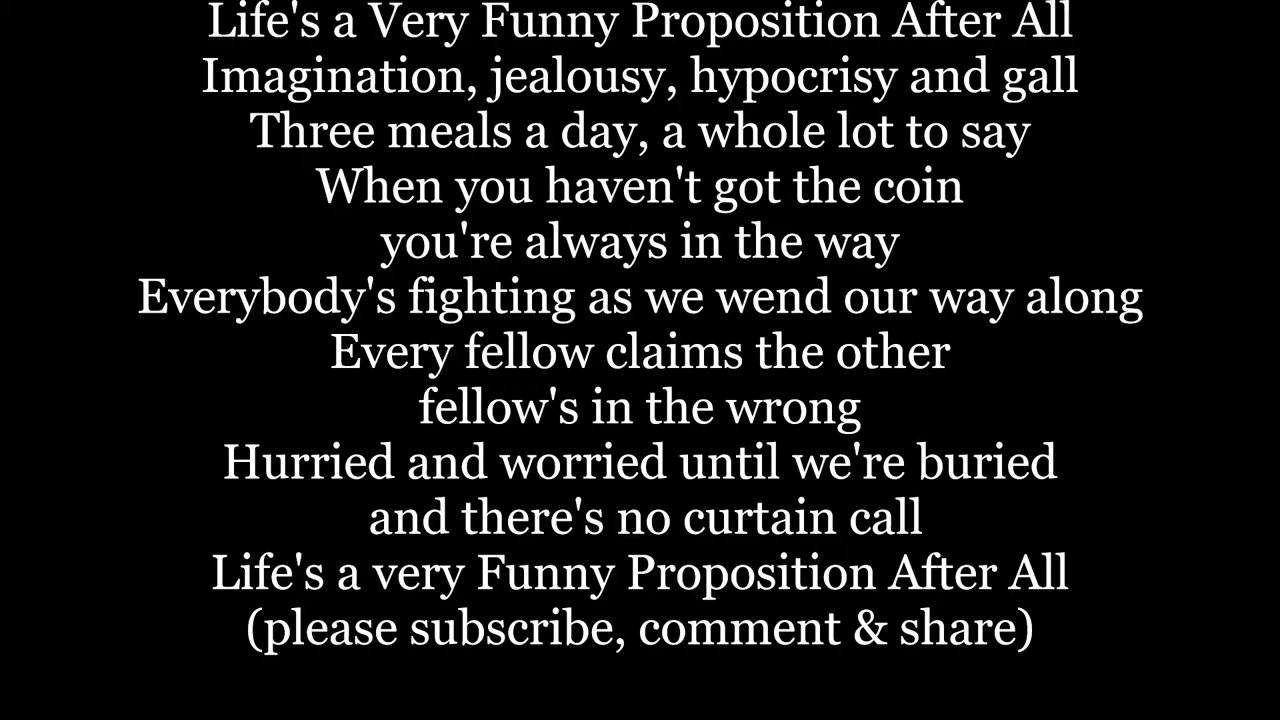 Life's a Very Funny Proposition After All
Imagination, jealousy, hypocrisy and gall
Three meals a day, a whole lot to say
When you haven't got the coin
you're always in the way
Everybody's fighting as we wend our way along
Every fellow claims the other
fellow's in the wrong
Hurried and worried until we're buried
and there's no curtain call
Life's a very Funny Proposition After All
(please subscribe, comment & share)